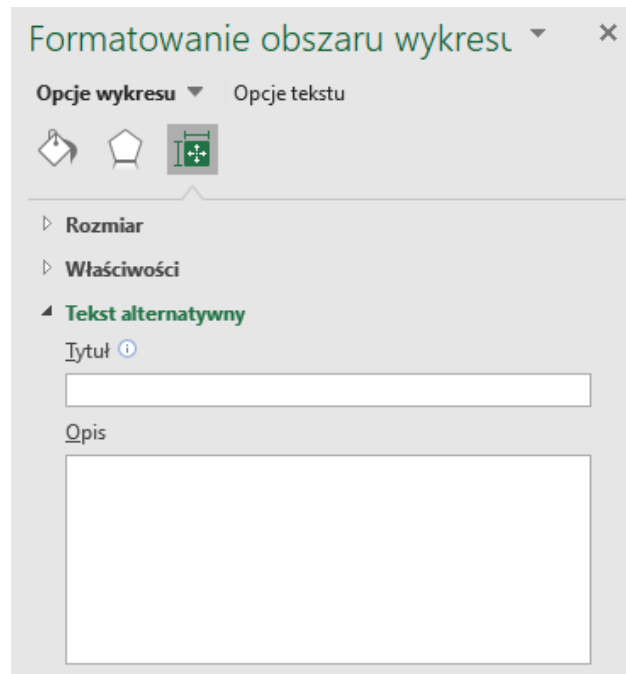 Formatowanie obszaru wykresu
Opcje wykresu Opcje tekstu
Rozmiar
Właściwości
Tekst alternatywny
Tytuł
Opis